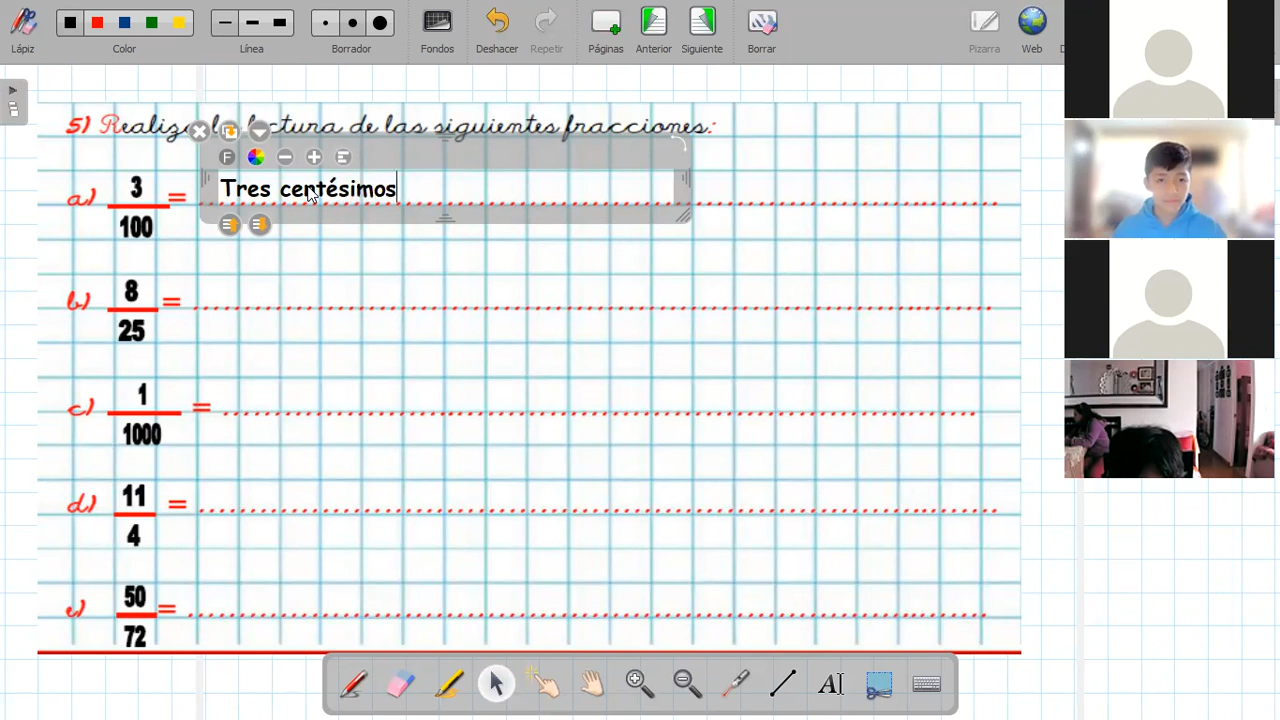 Lápiz Color Línea Borrador Fondos Deshacer Repetir Páginas Anterior Siguiente Borrar Pizarra Web
5) Realiza la lectura de las siguientes fracciones:
F
a) 3/100 = Tres centésimos
b) 8/25 =
c) 1/1000 =
d) 11/4 =
e) 50/72 =
AI